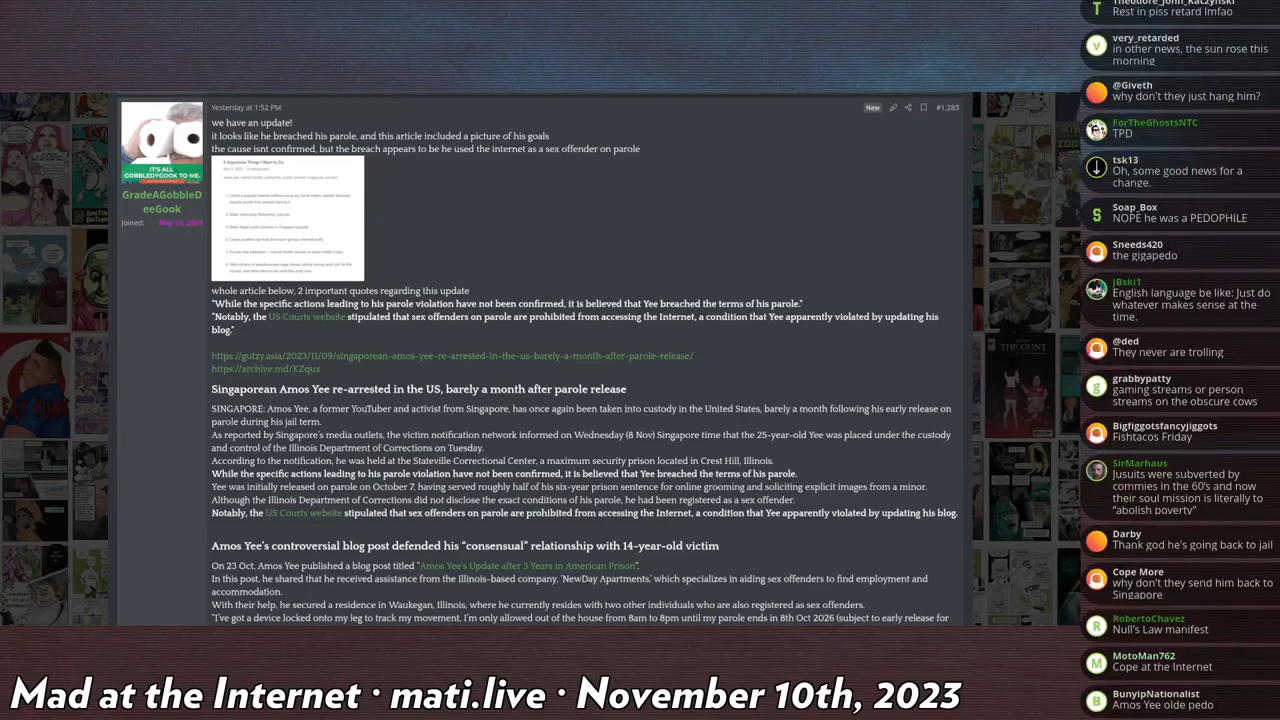 Yesterday at 1:52 PM
New
#1,283
we have an update!
it looks like he breached his parole, and this article included a picture of his goals
the cause isnt confirmed, but the breach appears to be he used the internet as a sex offender on parole
IT'S ALL
GOBBLEDYGOOK TO ME.
GradeAGobbleD
eeGook
Joined:
May 13, 2023
whole article below, 2 important quotes regarding this update
"While the specific actions leading to his parole violation have not been confirmed, it is believed that Yee breached the terms of his parole."
"Notably, the US Courts website stipulated that sex offenders on parole are prohibited from accessing the Internet, a condition that Yee apparently violated by updating his
blog."
https://gutzy.asia/2023/11/09/singaporean-amos-yee-re-arrested-in-the-us-barely-a-month-after-parole-release/
https://archive.md/KZqux
Singaporean Amos Yee re-arrested in the US, barely a month after parole release
SINGAPORE: Amos Yee, a former YouTuber and activist from Singapore, has once again been taken into custody in the United States, barely a month following his early release on
parole during his jail term.
As reported by Singapore's media outlets, the victim notification network informed on Wednesday (8 Nov) Singapore time that the 25-year-old Yee was placed under the custody
and control of the Illinois Department of Corrections on Tuesday.
According to the notification, he was held at the Stateville Correctional Center, a maximum security prison located in Crest Hill, Illinois.
While the specific actions leading to his parole violation have not been confirmed, it is believed that Yee breached the terms of his parole.
Yee was initially released on parole on October 7, having served roughly half of his six-year prison sentence for online grooming and soliciting explicit images from a minor.
Although the Illinois Department of Corrections did not disclose the exact conditions of his parole, he had been registered as a sex offender.
Notably, the US Courts website stipulated that sex offenders on parole are prohibited from accessing the Internet, a condition that Yee apparently violated by updating his blog.
Amos Yee's controversial blog post defended his "consensual" relationship with 14-year-old victim
On 23 Oct, Amos Yee published a blog post titled "Amos Yee's Update after 3 Years in American Prison".
In this post, he shared that he received assistance from the Illinois-based company, 'NewDay Apartments,' which specializes in aiding sex offenders to find employment and
accommodation.
With their help, he secured a residence in Waukegan, Illinois, where he currently resides with two other individuals who are also registered as sex offenders.
"I've got a device locked onto my leg to track my movement, I'm only allowed out of the house from 8am to 8pm until my parole ends in 8th Oct 2026 (subject to early release for
THE GUNT
Theodore_John_Kaczynski
Rest in piss retard lmfao
very_retarded
in other news, the sun rose this
morning
@Giveth
why don't they just hang him?
ForTheGhostsNTC
TPD
The case is closer for a
But he was a PEDOPHILE
he reoped
JBski1
English language be like: Just do
whatever makes sense at the
time.
@ded
They never are trolling
grabbypatty
gaming streams or person
streams on the obscure cows
Bigfiggotsfancyjiggots
Pishtacos Friday
SirMarhaus
Jesuits were subverted by
commies in the 60's and now
their soul mission is literally to
"abolish poverty"
Darby
Thank god he's going back to jail
Cope More
why don't they send him back to
Singapore
RobertoChavez
Null's Law manifest
MotoMan762
Cope at the Internet
BunyipNationalist
Amos Yee olde pedo
Mad at the Internet · mati.live · November 10th, 2023